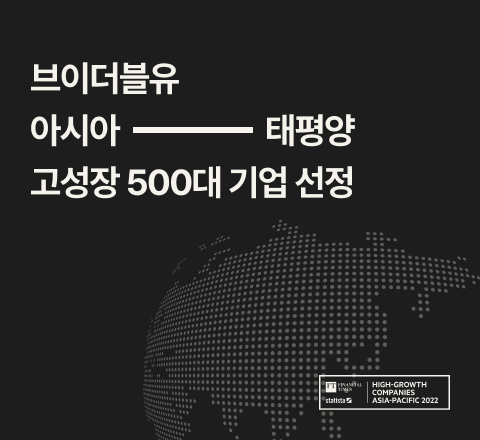 브이더블유
아시아 태평양
고성장 500대 기업 선정
FT FINANCIAL TIMES
statista
HIGH-GROWTH
COMPANIES
ASIA-PACIFIC 2022